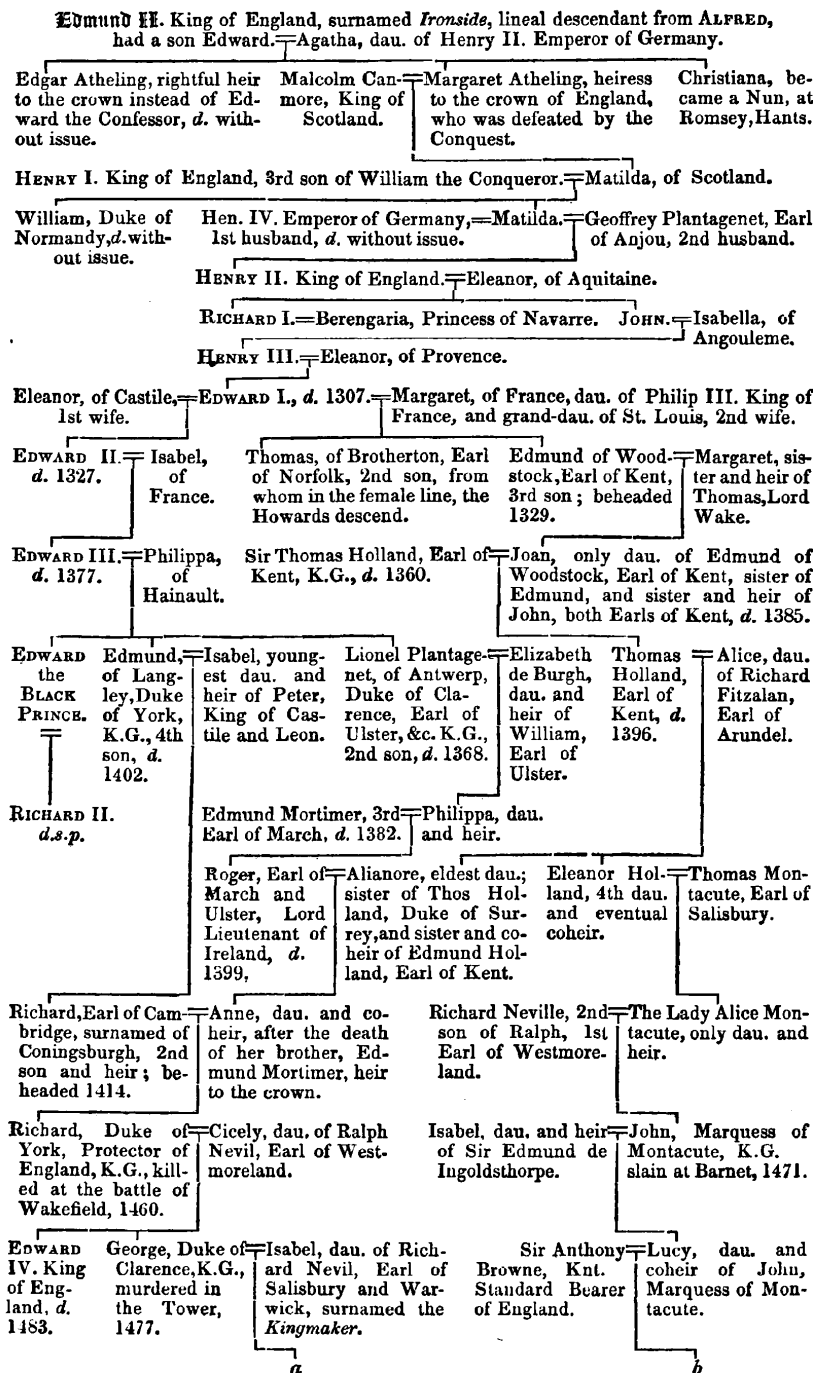 Edmund II. King of England, surnamed Ironside, lineal descendant from ALFRED,
had a son Edward.=Agatha, dau. of Henry II. Emperor of Germany.
Edgar Atheling, rightful heir
to the crown instead of Ed-
ward the Confessor, d. with-
out issue.
Malcolm Can-
more, King of
Scotland.
=Margaret Atheling, heiress
to the crown of England,
who was defeated by the
Conquest.
Christiana, be-
came a Nun, at
Romsey, Hants.
HENRY I. King of England, 3rd son of William the Conqueror.=Matilda, of Scotland.
William, Duke of
Normandy, d. with-
out issue.
Hen. IV. Emperor of Germany,=Matilda.=Geoffrey Plantagenet, Earl
1st husband, d. without issue.
of Anjou, 2nd husband.
HENRY II. King of England.=Eleanor, of Aquitaine.
RICHARD I.=Berengaria, Princess of Navarre.
JOHN.=Isabella, of
Angouleme.
HENRY III.=Eleanor, of Provence.
Eleanor, of Castile,=EDWARD I., d. 1307.=Margaret, of France, dau. of Philip III. King of
1st wife.
France, and grand-dau. of St. Louis, 2nd wife.
EDWARD II.
d. 1327.
=Isabel,
of
France.
Thomas, of Brotherton, Earl
of Norfolk, 2nd son, from
whom in the female line, the
Howards descend.
Edmund of Wood-
stock, Earl of Kent,
3rd son; beheaded
1329.
=Margaret, sis-
ter and heir of
Thomas, Lord
Wake.
EDWARD III.
d. 1377.
=Philippa,
of
Hainault.
Sir Thomas Holland, Earl of
Kent, K.G., d. 1360.
=Joan, only dau. of Edmund of
Woodstock, Earl of Kent, sister of
Edmund, and sister and heir of
John, both Earls of Kent, d. 1385.
EDWARD
the
BLACK
PRINCE.
=
Edmund,
of Lang-
ley, Duke
of York,
K.G., 4th
son, d.
1402.
=Isabel, young-
est dau. and
heir of Peter,
King of Cas-
tile and Leon.
Lionel Plantage-
net, of Antwerp,
Duke of Cla-
rence, Earl of
Ulster, &c. K.G.,
2nd son, d. 1368.
=Elizabeth
de Burgh,
dau. and
heir of
William,
Earl of
Ulster.
Thomas
Holland,
Earl of
Kent, d.
1396.
=Alice, dau.
of Richard
Fitzalan,
Earl of
Arundel.
RICHARD II.
d.s.p.
Edmund Mortimer, 3rd
Earl of March, d. 1382.
=Philippa, dau.
and heir.
Roger, Earl of
March and
Ulster, Lord
Lieutenant of
Ireland, d.
1399.
=Alianore, eldest dau.;
sister of Thos Hol-
land, Duke of Sur-
rey, and sister and co-
heir of Edmund Hol-
land, Earl of Kent.
Eleanor Hol-
land, 4th dau.
and eventual
coheir.
=Thomas Mon-
tacute, Earl of
Salisbury.
Richard, Earl of Cam-
bridge, surnamed of
Coningsburgh, 2nd
son and heir; be-
headed 1414.
=Anne, dau. and co-
heir, after the death
of her brother, Ed-
mund Mortimer, heir
to the crown.
Richard Neville, 2nd
son of Ralph, 1st
Earl of Westmore-
land.
=The Lady Alice Mon-
tacute, only dau. and
heir.
Richard, Duke of
York, Protector of
England, K.G., kill-
ed at the battle of
Wakefield, 1460.
=Cicely, dau. of Ralph
Nevil, Earl of West-
moreland.
Isabel, dau. and heir
of Sir Edmund de
Ingoldsthorpe.
=John, Marquess of
Montacute, K.G.
slain at Barnet, 1471.
EDWARD
IV. King
of Eng-
land, d.
1483.
George, Duke of
Clarence, K.G.,
murdered in
the Tower,
1477.
=Isabel, dau. of Rich-
ard Nevil, Earl of
Salisbury and War-
wick, surnamed the
Kingmaker.
Sir Anthony
Browne, Knt.
Standard Bearer
of England.
=Lucy, dau. and
coheir of John,
Marquess of Mon-
tacute.
a
b